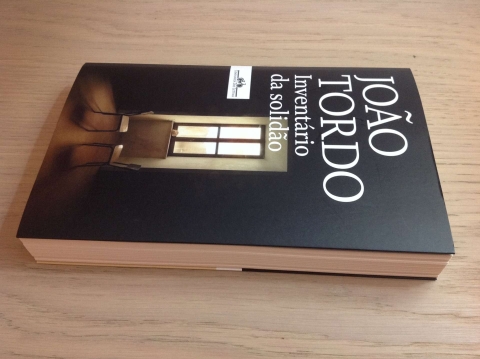 JOÃO
TORDO
Inventário
da solidão